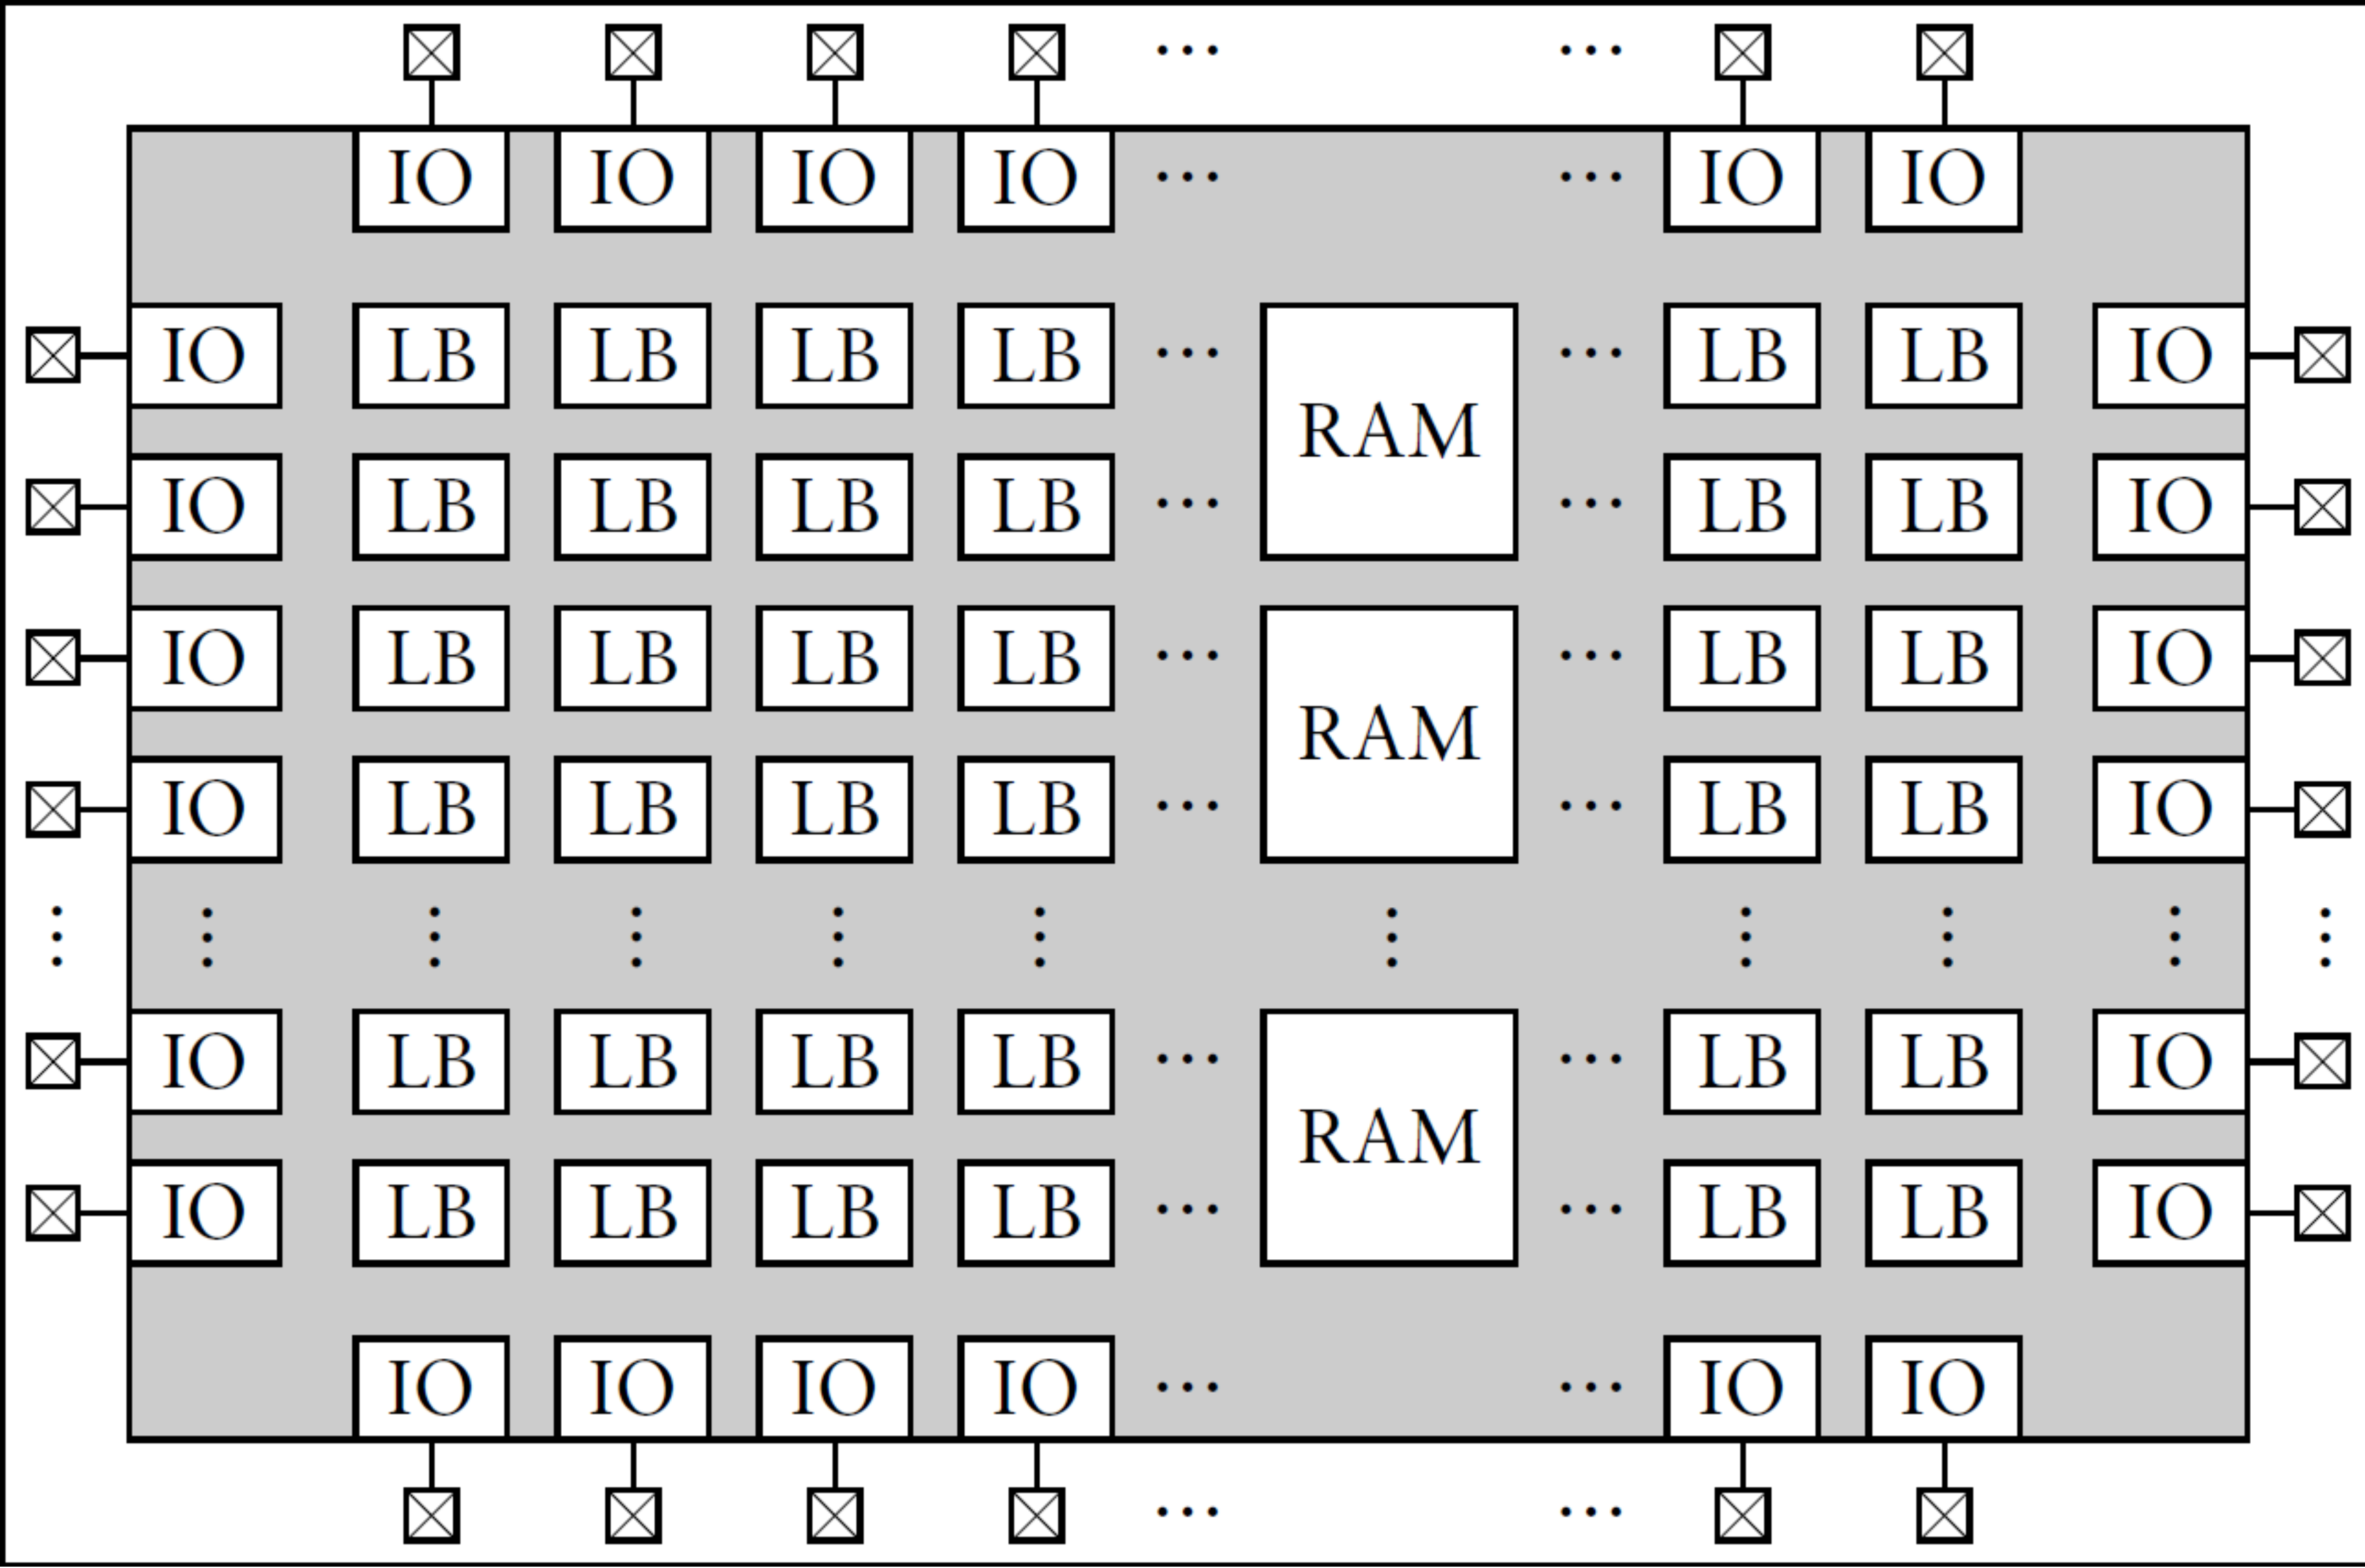 … …
IO IO IO IO … … IO IO
IO LB LB LB LB … RAM … LB LB IO
IO LB LB LB LB … … LB LB IO
IO LB LB LB LB … RAM … LB LB IO
IO LB LB LB LB … … LB LB IO
⋮ ⋮ ⋮ ⋮ ⋮ ⋮ ⋮ ⋮ ⋮ ⋮ ⋮
IO LB LB LB LB … RAM … LB LB IO
IO LB LB LB LB … … LB LB IO
IO IO IO IO … … IO IO
… …